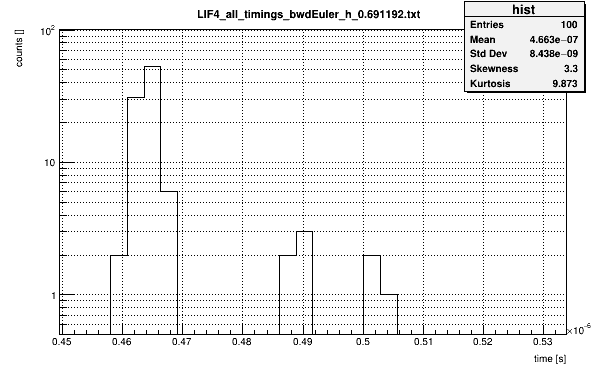 LIF4_all_timings_bwdEuler_h_0.691192.txt
hist
Entries 100
Mean 4.663e−07
Std Dev 8.438e−09
Skewness 3.3
Kurtosis 9.873
counts []
10²
10
1
0.45 0.46 0.47 0.48 0.49 0.5 0.51 0.52 0.53
×10⁻⁶
time [s]